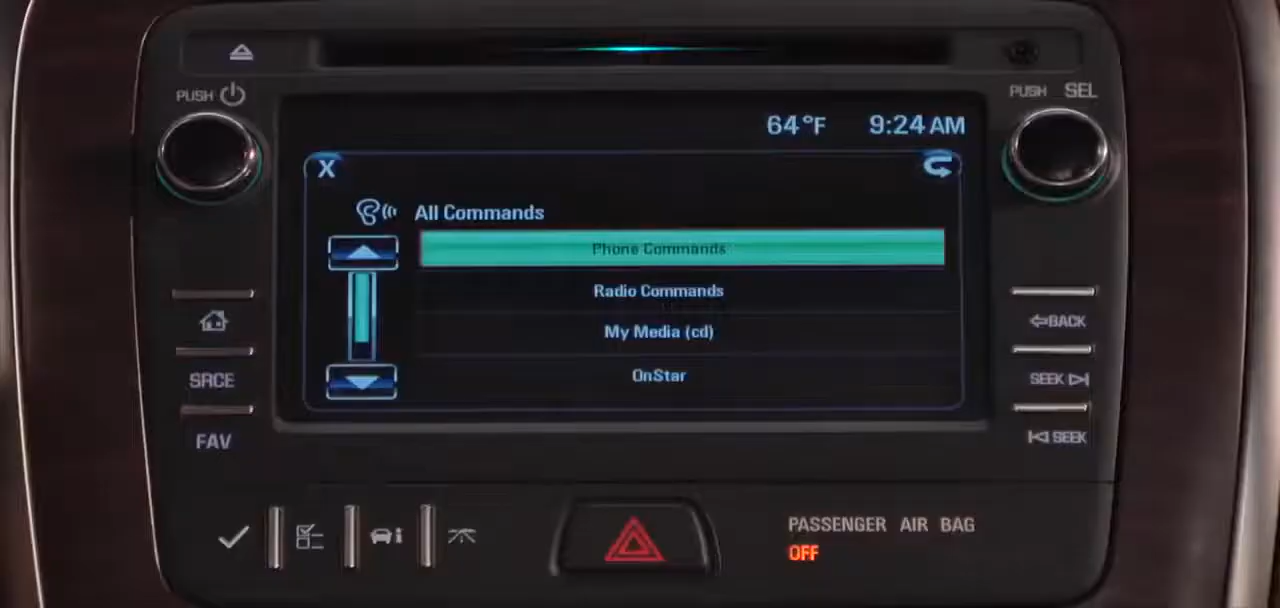 PUSH
PUSH SEL
64°F 9:24 AM
X
All Commands
Phone Commands
Radio Commands
My Media (cd)
OnStar
SRCE
FAV
BACK
SEEK
SEEK
PASSENGER AIR BAG
OFF